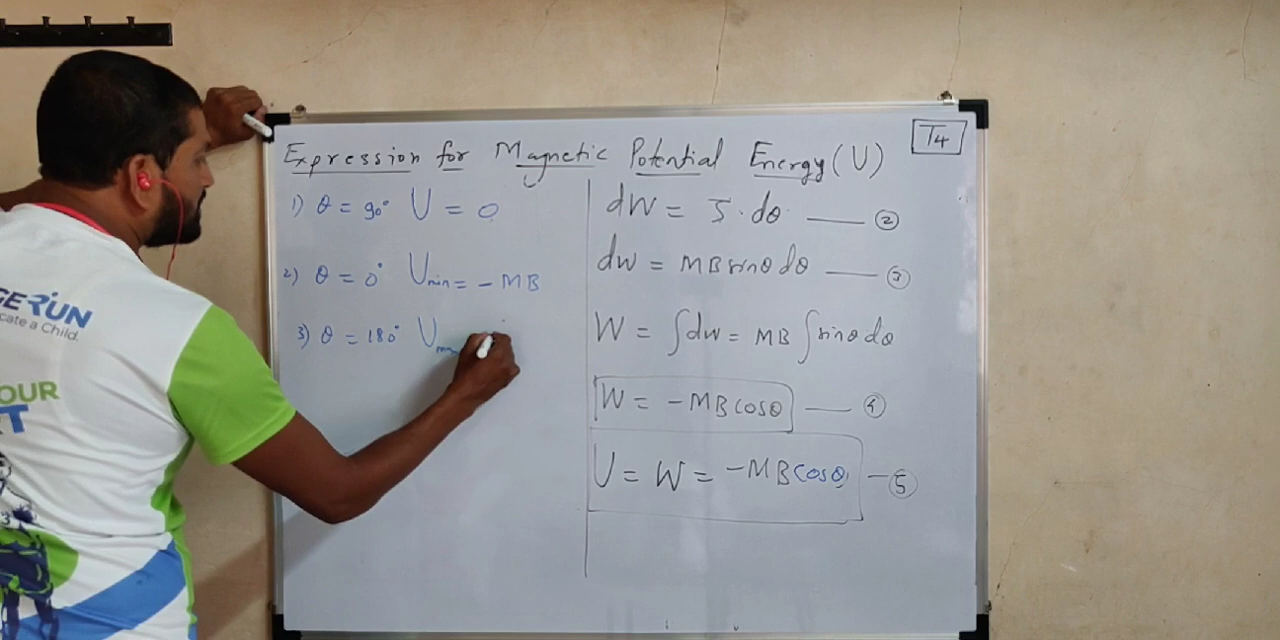 Expression for Magnetic Potential Energy (U)
T4
1) θ = 90° U = 0
2) θ = 0° Umin = - MB
3) θ = 180° U
dW = τ · dθ —— ②
dw = MB sinθ dθ —— ③
W = ∫dw = MB ∫sinθ dθ
W = -MB cosθ —— ④
U = W = -MB cosθ — ⑤
RUN
cate a Child.
OUR